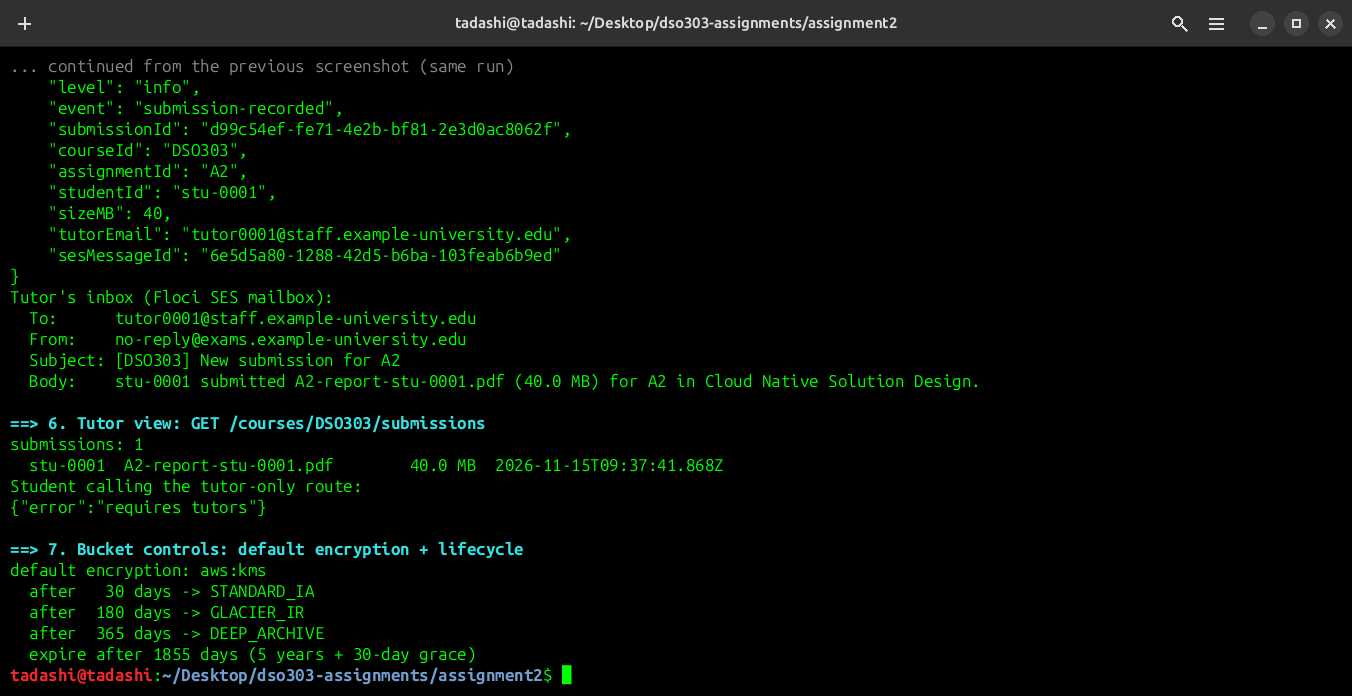 tadashi@tadashi: ~/Desktop/dso303-assignments/assignment2
... continued from the previous screenshot (same run)
    "level": "info",
    "event": "submission-recorded",
    "submissionId": "d99c54ef-fe71-4e2b-bf81-2e3d0ac8062f",
    "courseId": "DSO303",
    "assignmentId": "A2",
    "studentId": "stu-0001",
    "sizeMB": 40,
    "tutorEmail": "tutor0001@staff.example-university.edu",
    "sesMessageId": "6e5d5a80-1288-42d5-b6ba-103feab6b9ed"
}
Tutor's inbox (Floci SES mailbox):
  To:      tutor0001@staff.example-university.edu
  From:    no-reply@exams.example-university.edu
  Subject: [DSO303] New submission for A2
  Body:    stu-0001 submitted A2-report-stu-0001.pdf (40.0 MB) for A2 in Cloud Native Solution Design.

==> 6. Tutor view: GET /courses/DSO303/submissions
submissions: 1
  stu-0001  A2-report-stu-0001.pdf        40.0 MB  2026-11-15T09:37:41.868Z
Student calling the tutor-only route:
{"error":"requires tutors"}

==> 7. Bucket controls: default encryption + lifecycle
default encryption: aws:kms
  after   30 days -> STANDARD_IA
  after  180 days -> GLACIER_IR
  after  365 days -> DEEP_ARCHIVE
  expire after 1855 days (5 years + 30-day grace)
tadashi@tadashi:~/Desktop/dso303-assignments/assignment2$